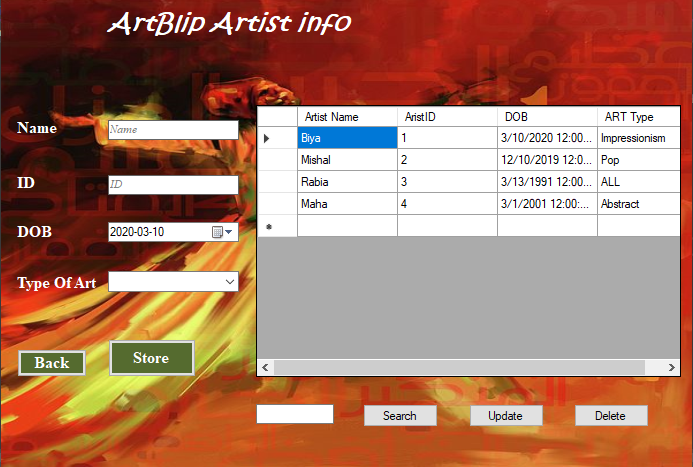 ArtBlip Artist info
Name
Name
ID
ID
DOB
2020-03-10
Type Of Art
Back
Store
Artist Name AristID DOB ART Type
Biya 1 3/10/2020 12:00... Impressionism
Mishal 2 12/10/2019 12:0... Pop
Rabia 3 3/13/1991 12:00... ALL
Maha 4 3/1/2001 12:00:... Abstract
Search Update Delete